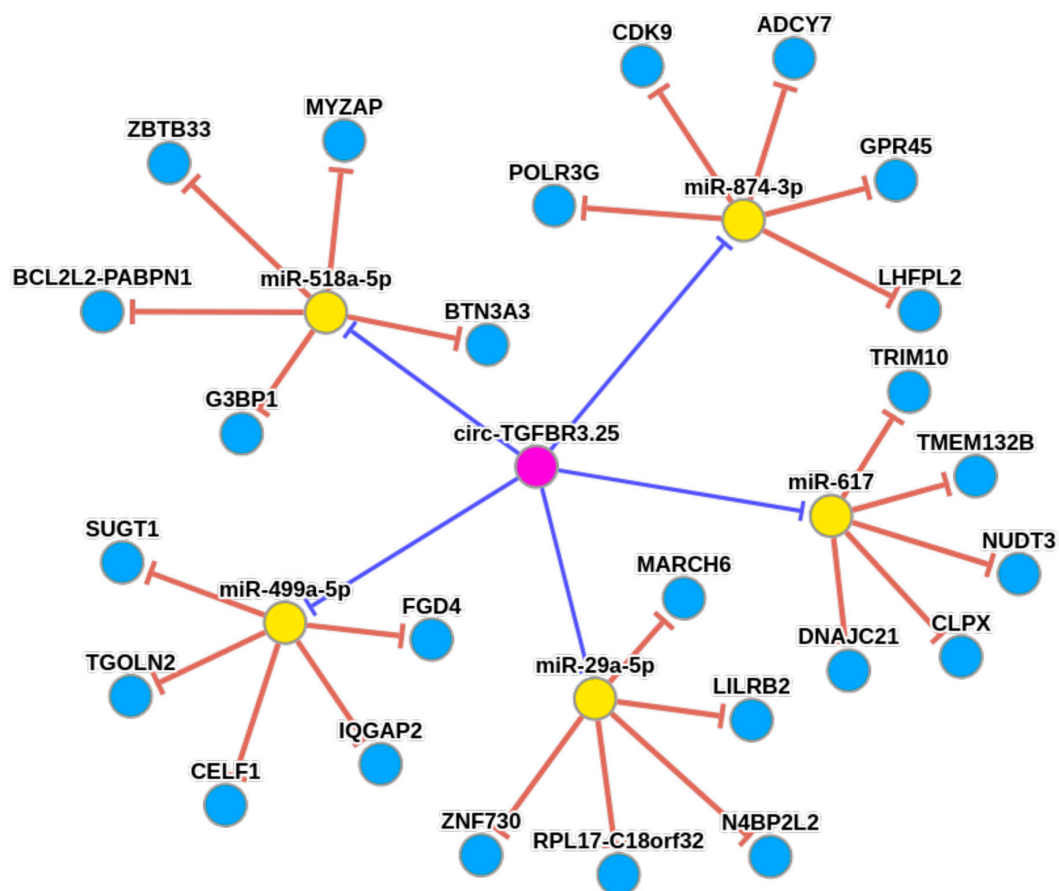 CDK9
ADCY7
MYZAP
ZBTB33
GPR45
POLR3G
miR-874-3p
BCL2L2-PABPN1
miR-518a-5p
LHFPL2
BTN3A3
TRIM10
G3BP1
circ-TGFBR3.25
TMEM132B
miR-617
SUGT1
NUDT3
MARCH6
miR-499a-5p
FGD4
CLPX
DNAJC21
TGOLN2
miR-29a-5p
LILRB2
IQGAP2
CELF1
ZNF730
N4BP2L2
RPL17-C18orf32